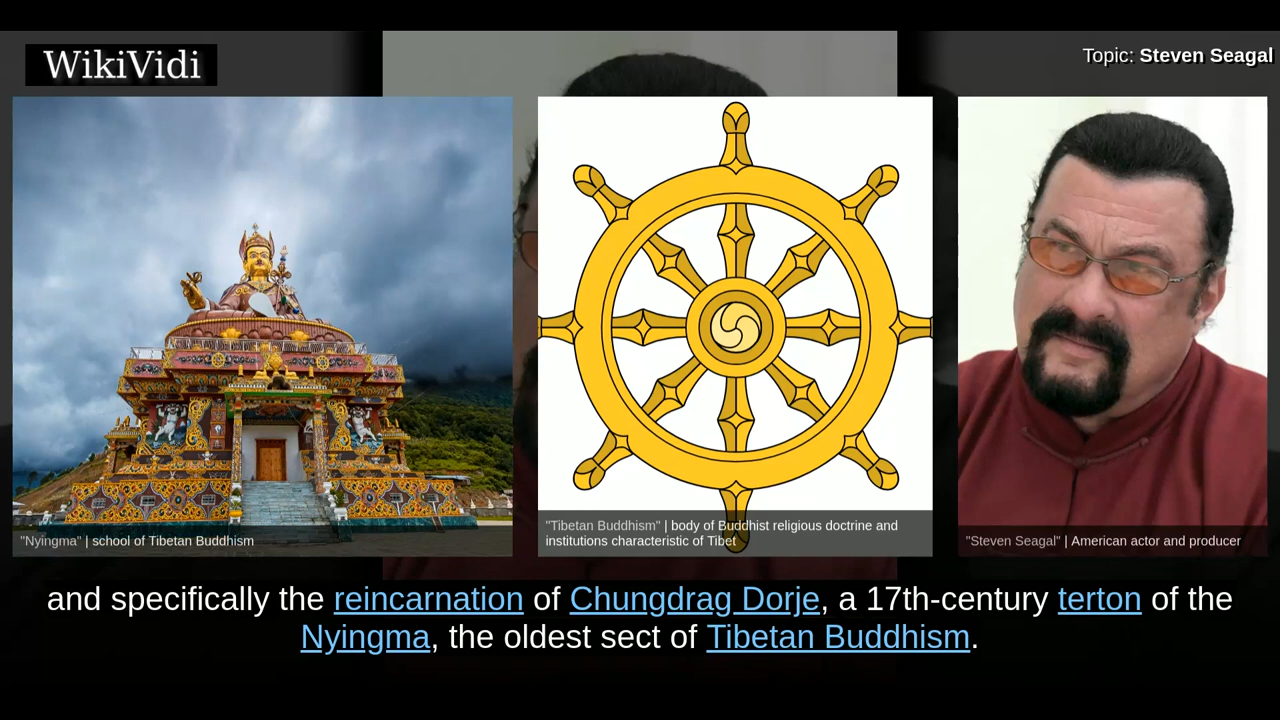 WikiVidi
Topic: Steven Seagal
"Nyingma" | school of Tibetan Buddhism
"Tibetan Buddhism" | body of Buddhist religious doctrine and
institutions characteristic of Tibet
"Steven Seagal" | American actor and producer
and specifically the reincarnation of Chungdrag Dorje, a 17th-century terton of the
Nyingma, the oldest sect of Tibetan Buddhism.